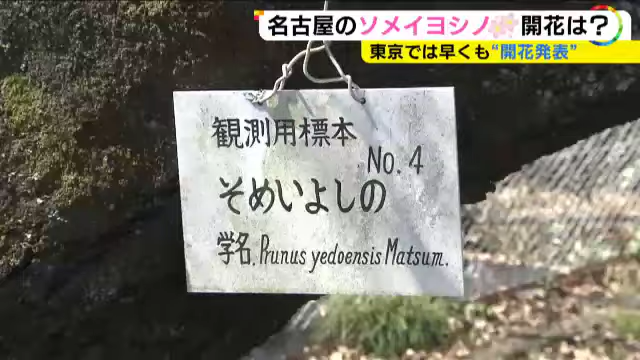 名古屋のソメイヨシノ🌸開花は？
東京では早くも“開花発表”
観測用標本
No. 4
そめいよしの
学名. Prunus yedoensis Matsum.